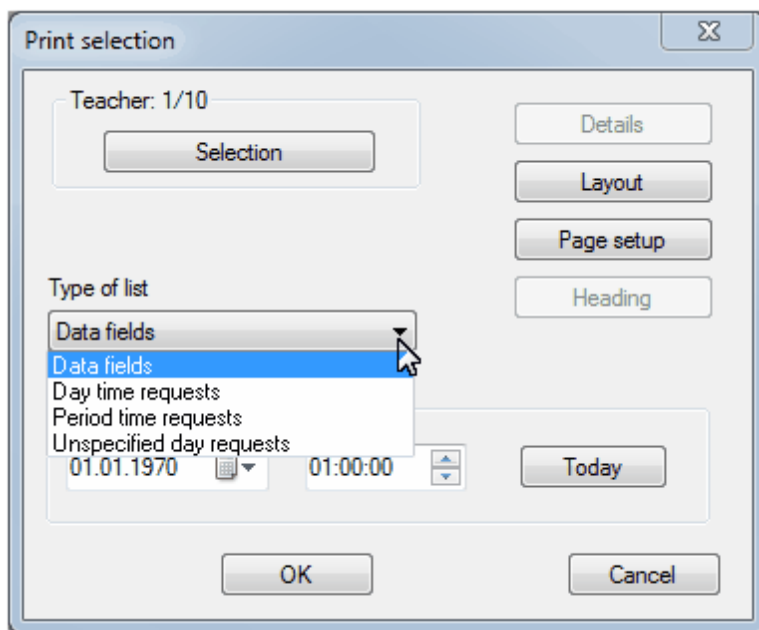 Print selection
Teacher: 1/10
Selection
Details
Layout
Page setup
Heading
Type of list
Data fields
Data fields
Day time requests
Period time requests
Unspecified day requests
01.01.1970 01:00:00 Today
OK Cancel